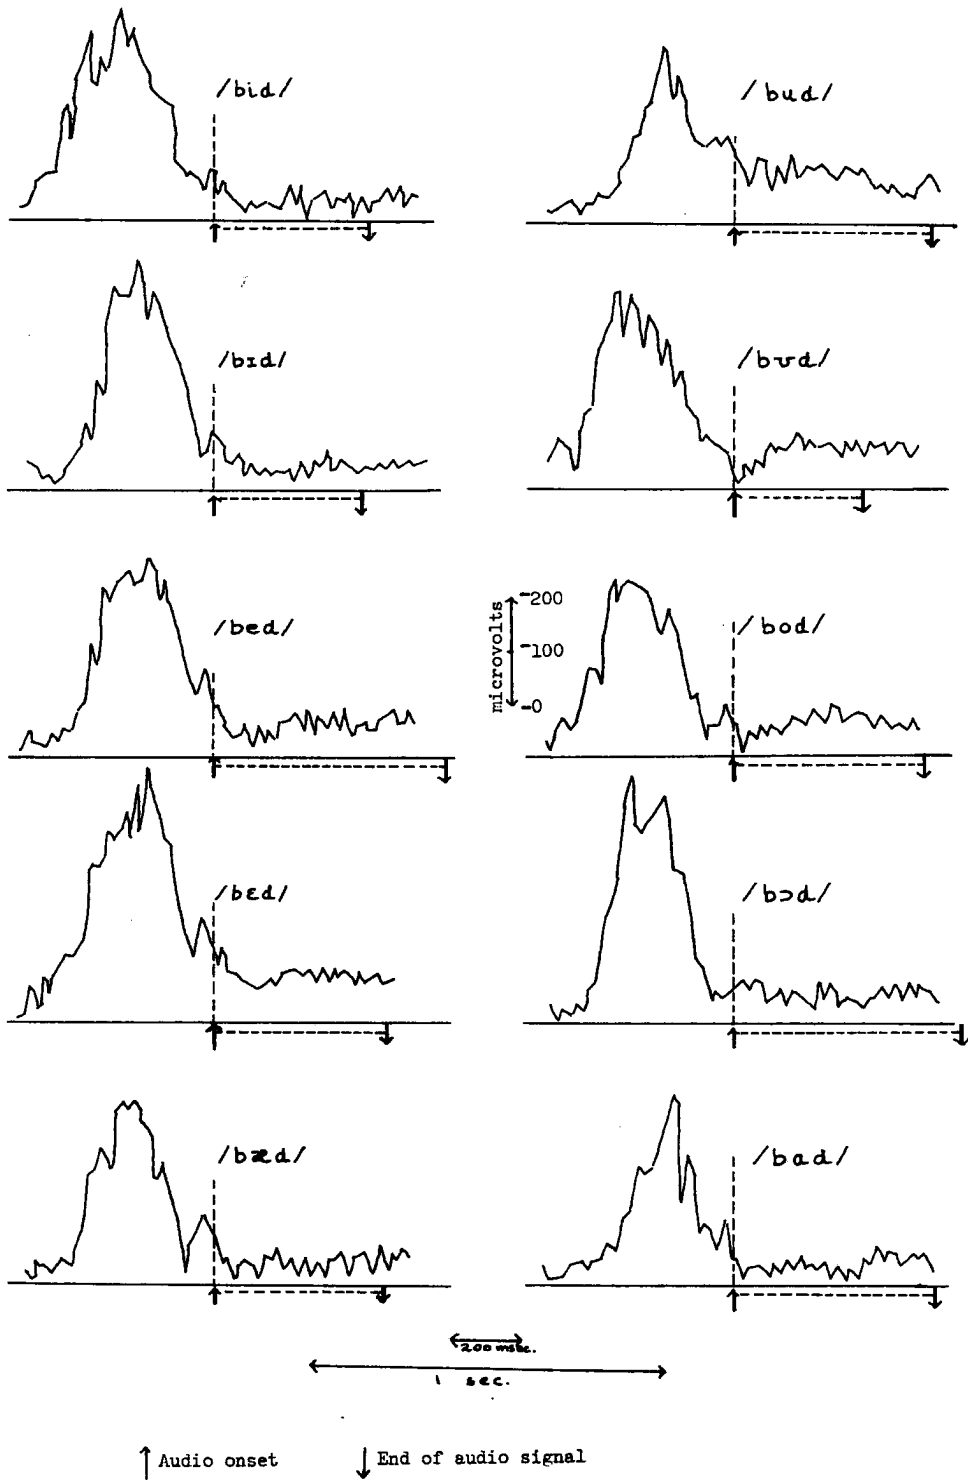 /bid/
/bud/
/bɪd/
/bʊd/
/bed/
microvolts
-200
-100
-0
/bod/
/bɛd/
/bɔd/
/bæd/
/bad/
200 msec.
1 sec.
Audio onset
End of audio signal